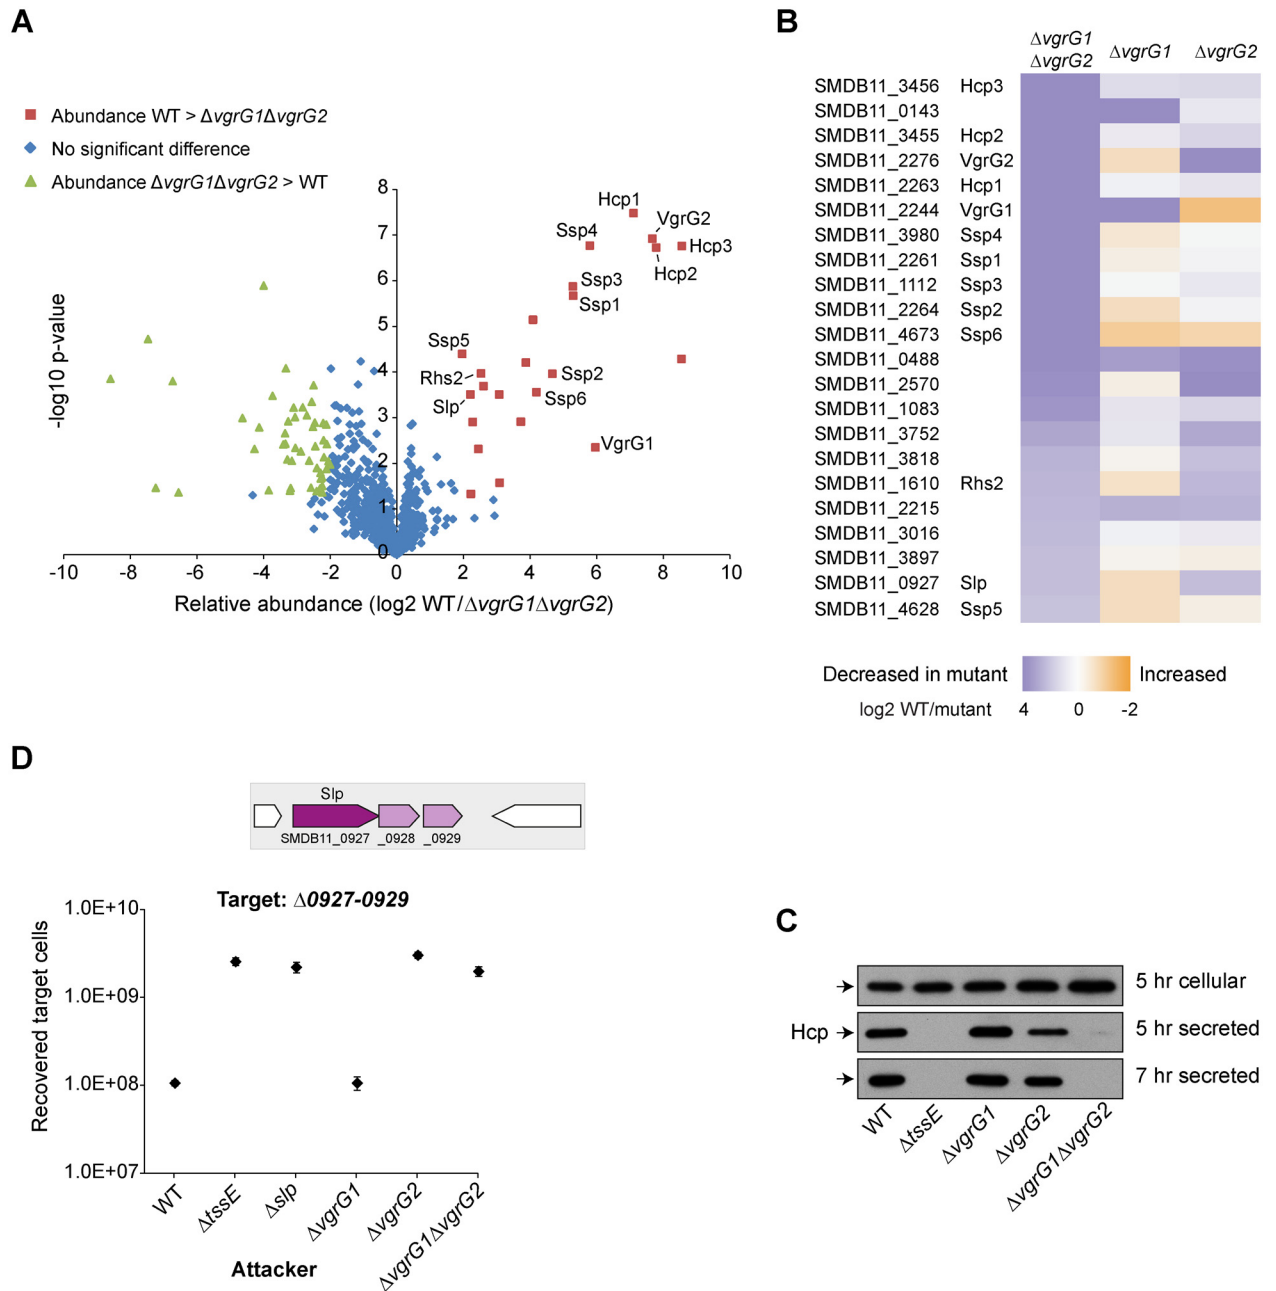 A
Abundance WT > ΔvgrG1ΔvgrG2
No significant difference
Abundance ΔvgrG1ΔvgrG2 > WT
-log10 p-value
8
7
6
5
4
3
2
1
0
Hcp1
VgrG2
Ssp4
Hcp3
Hcp2
Ssp3
Ssp1
Ssp5
Rhs2
Ssp2
Slp
Ssp6
VgrG1
-10 -8 -6 -4 -2 0 2 4 6 8 10
Relative abundance (log2 WT/ΔvgrG1ΔvgrG2)
B
ΔvgrG1
ΔvgrG2
ΔvgrG1
ΔvgrG2
SMDB11_3456 Hcp3
SMDB11_0143
SMDB11_3455 Hcp2
SMDB11_2276 VgrG2
SMDB11_2263 Hcp1
SMDB11_2244 VgrG1
SMDB11_3980 Ssp4
SMDB11_2261 Ssp1
SMDB11_1112 Ssp3
SMDB11_2264 Ssp2
SMDB11_4673 Ssp6
SMDB11_0488
SMDB11_2570
SMDB11_1083
SMDB11_3752
SMDB11_3818
SMDB11_1610 Rhs2
SMDB11_2215
SMDB11_3016
SMDB11_3897
SMDB11_0927 Slp
SMDB11_4628 Ssp5
Decreased in mutant Increased
log2 WT/mutant 4 0 -2
D
Slp
SMDB11_0927 _0928 _0929
Target: Δ0927-0929
Recovered target cells
1.0E+10
1.0E+09
1.0E+08
1.0E+07
WT
ΔtssE
Δslp
ΔvgrG1
ΔvgrG2
ΔvgrG1ΔvgrG2
Attacker
C
5 hr cellular
Hcp 5 hr secreted
7 hr secreted
WT
ΔtssE
ΔvgrG1
ΔvgrG2
ΔvgrG1ΔvgrG2